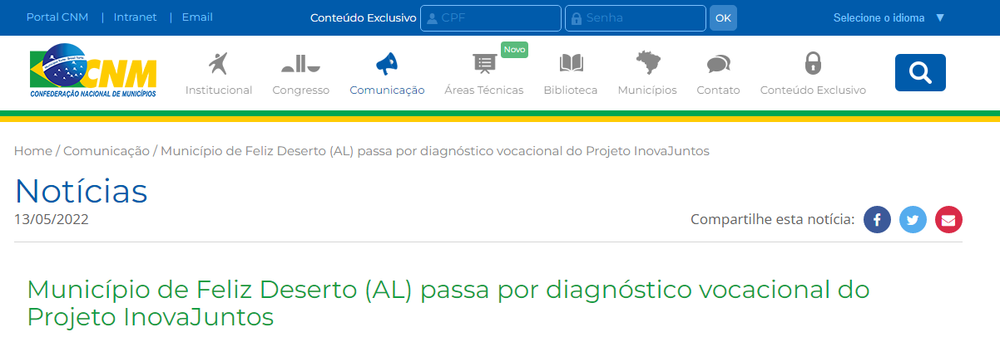 Portal CNM | Intranet | Email Conteúdo Exclusivo CPF Senha OK Selecione o idioma ▼
Novo
CNM
CONFEDERAÇÃO NACIONAL DE MUNICÍPIOS
Institucional Congresso Comunicação Áreas Técnicas Biblioteca Municípios Contato Conteúdo Exclusivo
Home / Comunicação / Município de Feliz Deserto (AL) passa por diagnóstico vocacional do Projeto InovaJuntos
Notícias
13/05/2022 Compartilhe esta notícia:
Município de Feliz Deserto (AL) passa por diagnóstico vocacional do
Projeto InovaJuntos